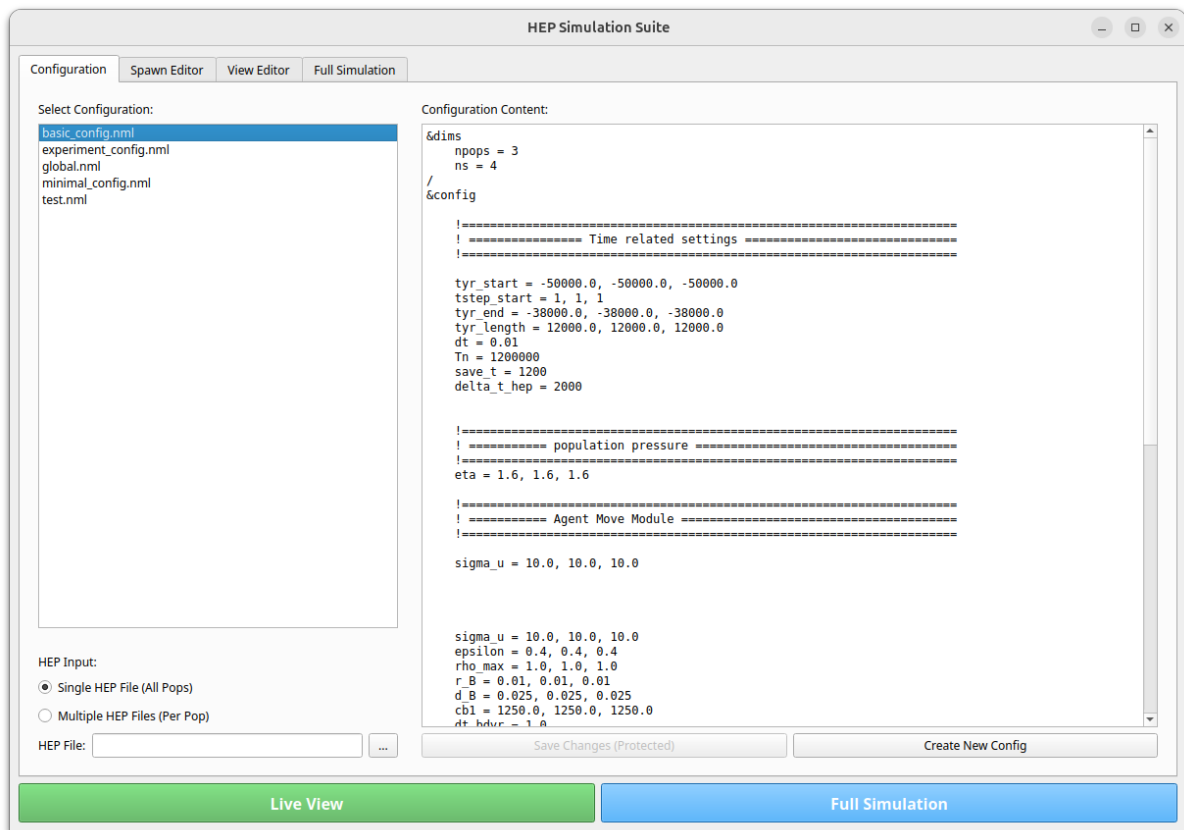 HEP Simulation Suite
Configuration
Spawn Editor
View Editor
Full Simulation
Select Configuration:
basic_config.nml
experiment_config.nml
global.nml
minimal_config.nml
test.nml
HEP Input:
Single HEP File (All Pops)
Multiple HEP Files (Per Pop)
HEP File:
...
Configuration Content:
&dims
    npops = 3
    ns = 4
/
&config
    !======================================================================
    ! ================ Time related settings ==============================
    !======================================================================
    tyr_start = -50000.0, -50000.0, -50000.0
    tstep_start = 1, 1, 1
    tyr_end = -38000.0, -38000.0, -38000.0
    tyr_length = 12000.0, 12000.0, 12000.0
    dt = 0.01
    Tn = 1200000
    save_t = 1200
    delta_t_hep = 2000
    !======================================================================
    ! =========== population pressure =====================================
    !======================================================================
    eta = 1.6, 1.6, 1.6
    !======================================================================
    ! =========== Agent Move Module =======================================
    !======================================================================
    sigma_u = 10.0, 10.0, 10.0
    sigma_u = 10.0, 10.0, 10.0
    epsilon = 0.4, 0.4, 0.4
    rho_max = 1.0, 1.0, 1.0
    r_B = 0.01, 0.01, 0.01
    d_B = 0.025, 0.025, 0.025
    cb1 = 1250.0, 1250.0, 1250.0
    dt_bdyr = 1.0
Save Changes (Protected)
Create New Config
Live View
Full Simulation